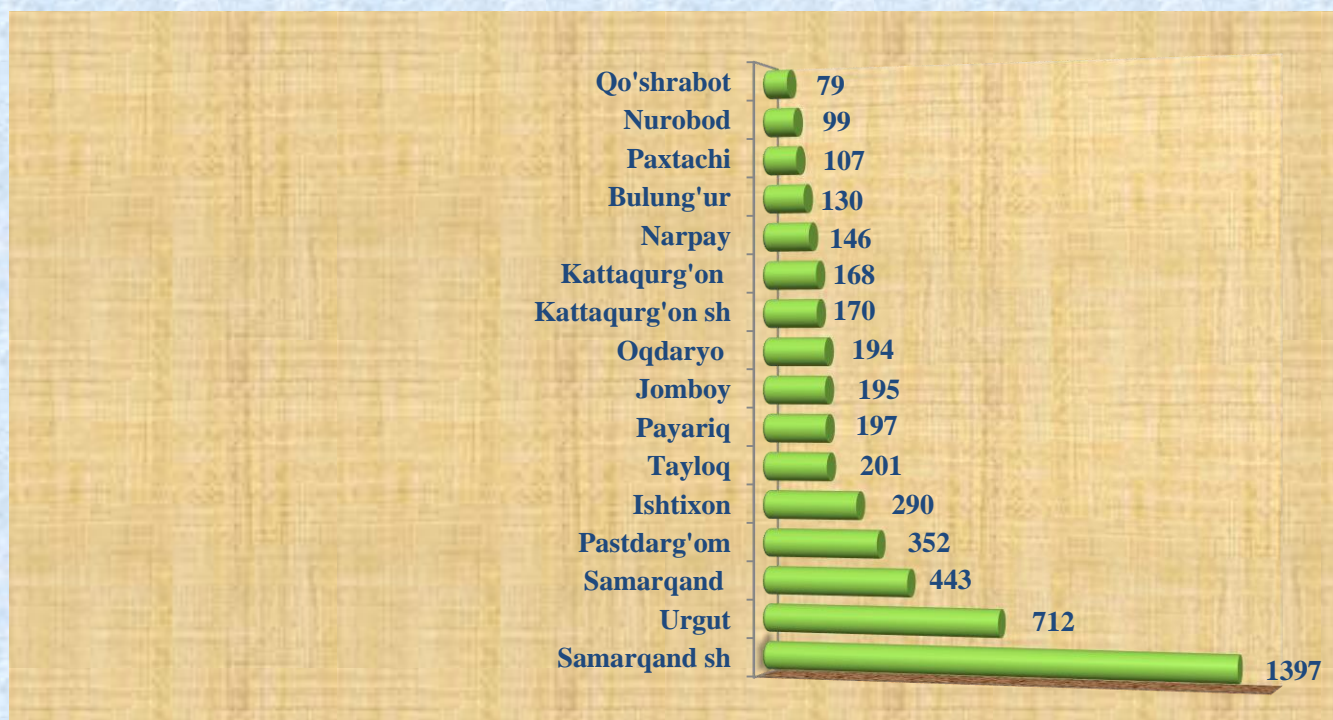 Qo'shrabot 79
Nurobod 99
Paxtachi 107
Bulung'ur 130
Narpay 146
Kattaqurg'on 168
Kattaqurg'on sh 170
Oqdaryo 194
Jomboy 195
Payariq 197
Tayloq 201
Ishtixon 290
Pastdarg'om 352
Samarqand 443
Urgut 712
Samarqand sh 1397